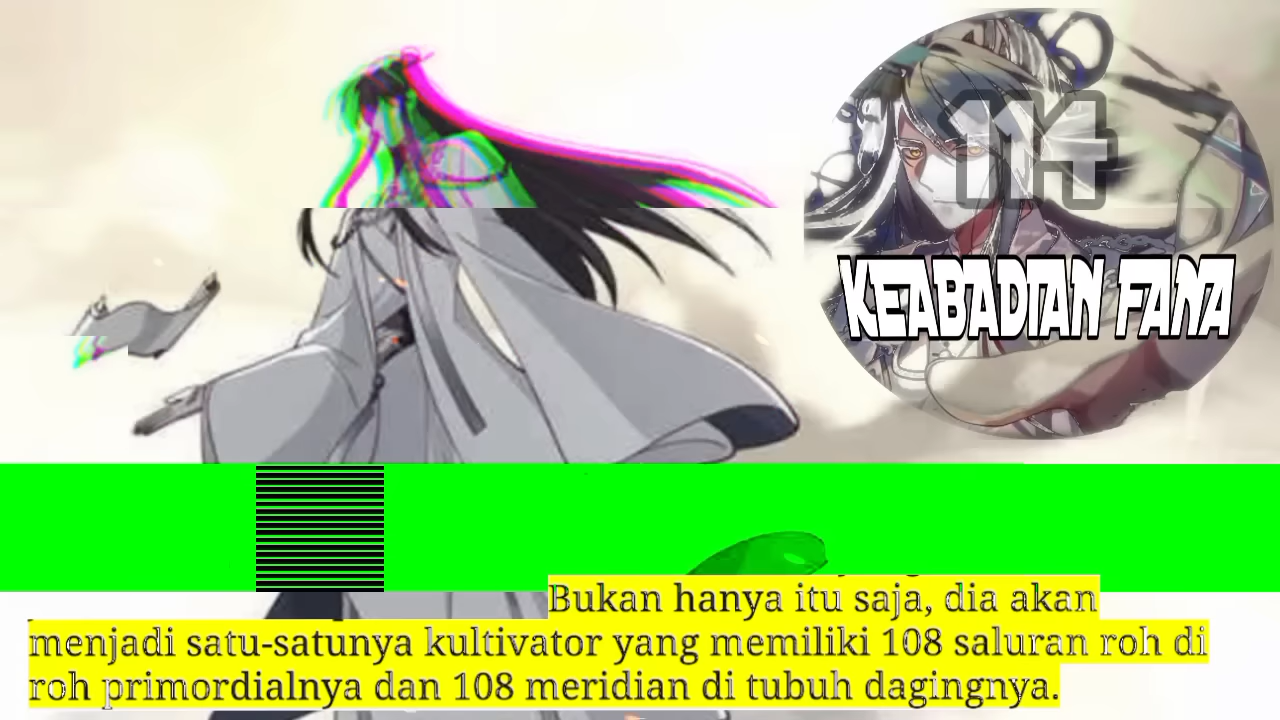 114
KEABADIAN FANA
Bukan hanya itu saja, dia akan
menjadi satu-satunya kultivator yang memiliki 108 saluran roh di
roh primordialnya dan 108 meridian di tubuh dagingnya.